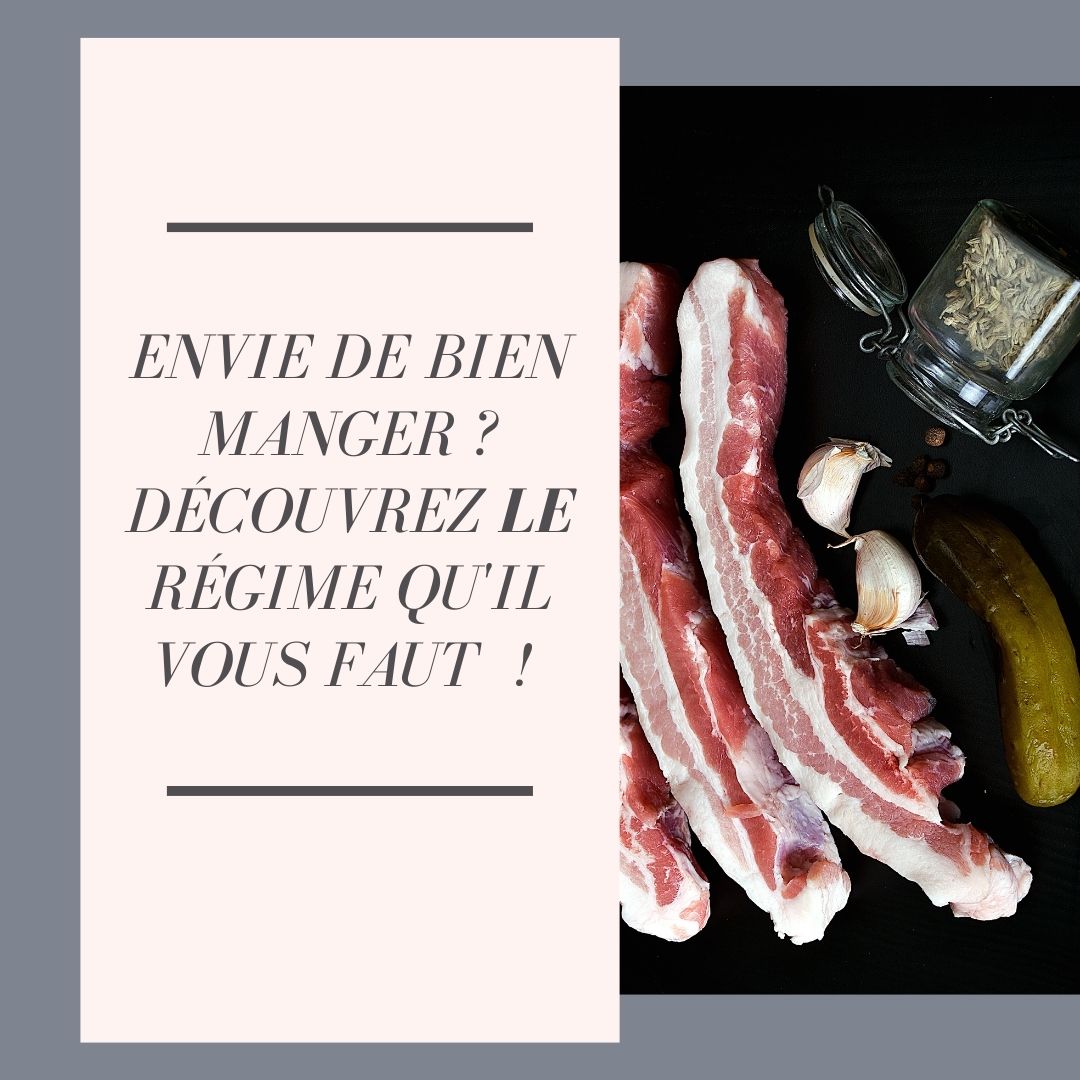 ENVIE DE BIEN
MANGER ?
DÉCOUVREZ LE
RÉGIME QU'IL
VOUS FAUT !